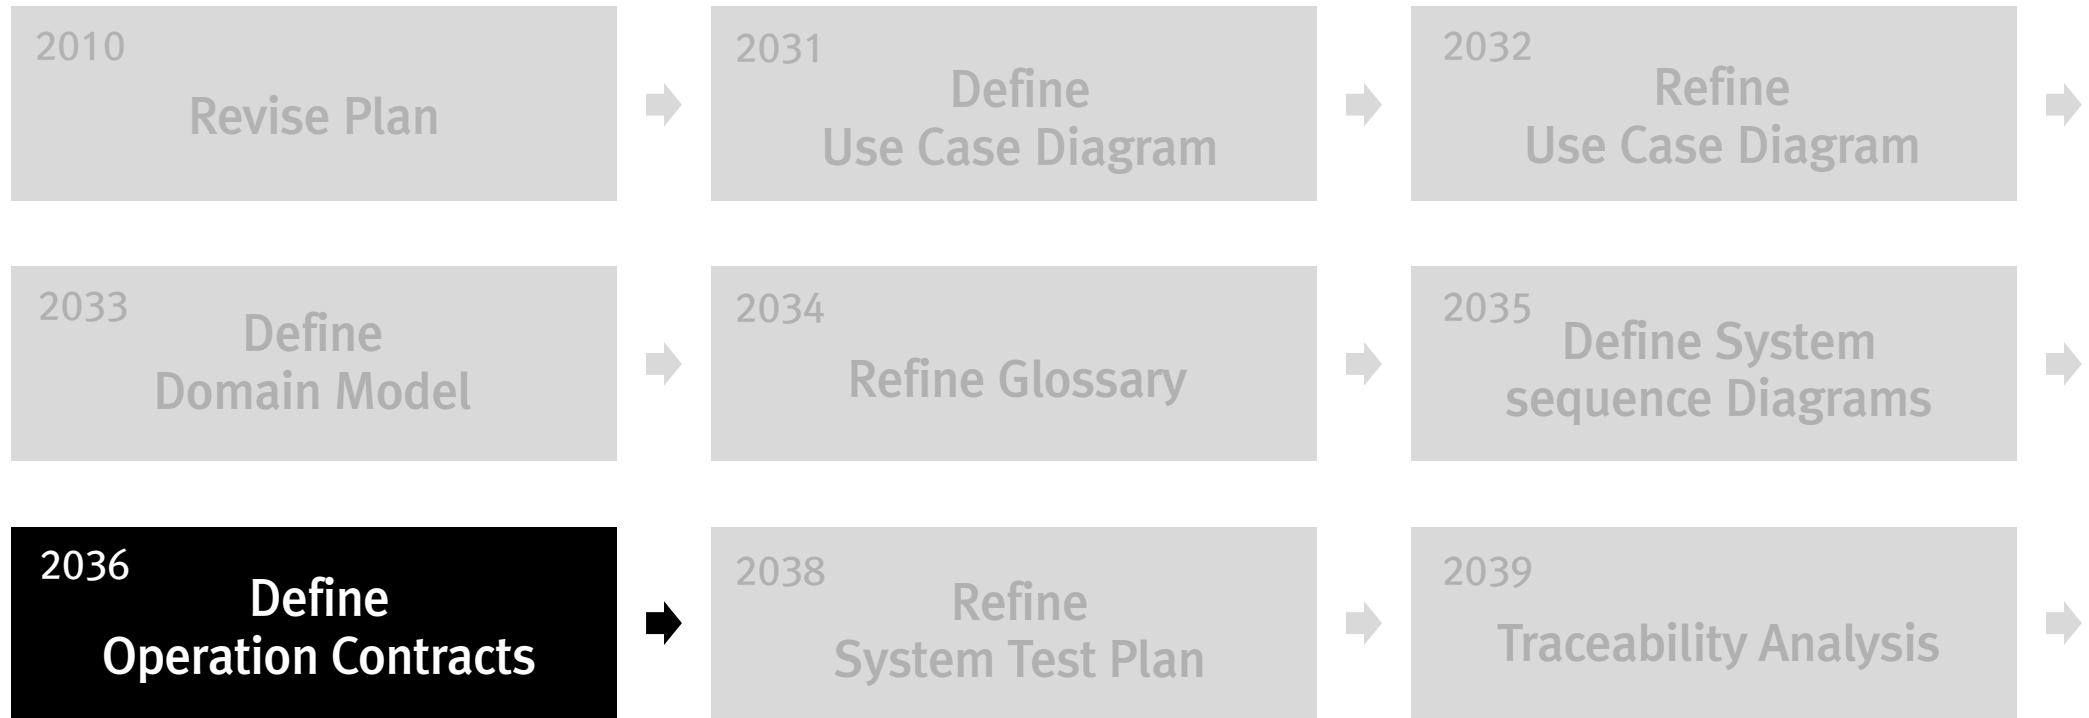 2010
Revise Plan
2031
Define
Use Case Diagram
2032
Refine
Use Case Diagram
2033
Define
Domain Model
2034
Refine Glossary
2035
Define System
sequence Diagrams
2036
Define
Operation Contracts
2038
Refine
System Test Plan
2039
Traceability Analysis